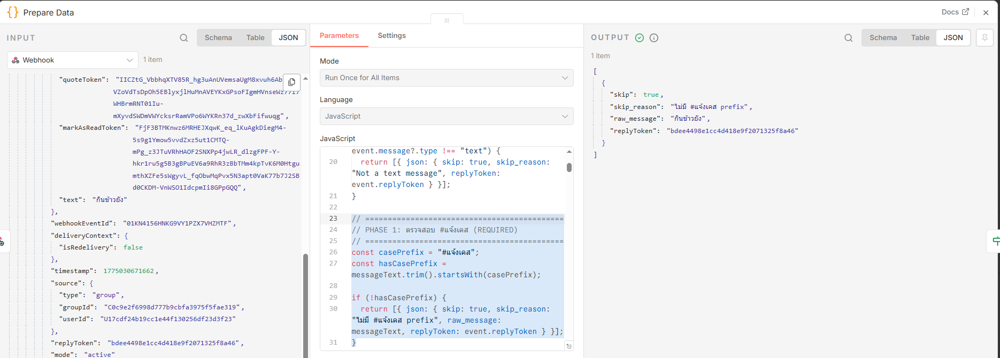 Prepare Data
Docs
INPUT
Schema
Table
JSON
Webhook
1 item
"quoteToken": "IICZtG_VbbhqXTV85R_hg3uAnUVemsaUgM8xvuh6Ab
VZoVdTsDpOh5EBlyxjlHuMnAVEYKxGPsoFIgmHVnseWz77i7
WHBrmRNT01Iu-
mXyvdSWDmVWYcksrRamVPo6WYKRn37d_zwXbFifwuqg",
"markAsReadToken": "FjF3BTMKnwz6MRHEJXqwK_eq_lKuAgkDiegM4-
5s9g1Ymow5vvdZxz5ut1CMTQ-
mPg_z3JTuVRhHAOF2SNXPp4jwLR_dlzgFPF-Y-
hkr1ru5g5B3gBPuEV6a9RhR3zBbTMm4kpTvK6M0Htgu
mthXZFe5sWgyvL_fqObwMqPvx5N3apt0VaK77b7J2SB
d0CKDM-VnWSO1IdcpmIi8GPpGQQ",
"text": "กินข้าวยัง"
},
"webhookEventId": "01KN4156HNKG9VY1PZX7VHZMTF",
"deliveryContext": {
"isRedelivery": false
},
"timestamp": 1775030671662,
"source": {
"type": "group",
"groupId": "C0c9e2f6998d777b9cbfa3975f5fae319",
"userId": "U17cdf24b19cc1e44f130256df23d3f23"
},
"replyToken": "bdee4498e1cc4d418e9f2071325f8a46",
"mode": "active"
Parameters
Settings
Mode
Run Once for All Items
Language
JavaScript
JavaScript
event.message?.type !== "text") {
20 return [{ json: { skip: true, skip_reason:
"Not a text message", replyToken:
event.replyToken } }];
21 }
22
23 // ============================================
24 // PHASE 1: ตรวจสอบ #แจ้งเคส (REQUIRED)
25 // ============================================
26 const casePrefix = "#แจ้งเคส";
27 const hasCasePrefix =
messageText.trim().startsWith(casePrefix);
28
29 if (!hasCasePrefix) {
30 return [{ json: { skip: true, skip_reason:
"ไม่มี #แจ้งเคส prefix", raw_message:
messageText, replyToken: event.replyToken } }];
31 }
OUTPUT
Schema
Table
JSON
1 item
[
{
"skip": true,
"skip_reason": "ไม่มี #แจ้งเคส prefix",
"raw_message": "กินข้าวยัง",
"replyToken": "bdee4498e1cc4d418e9f2071325f8a46"
}
]